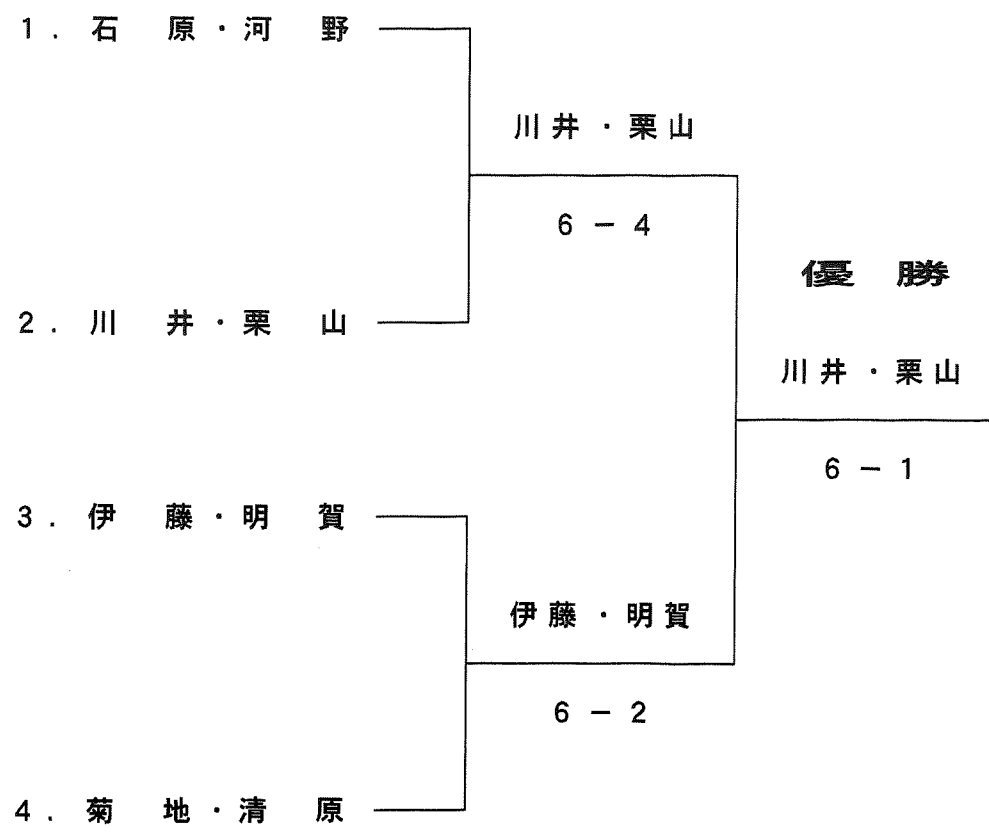 1. 石原・河野
川井・栗山
6 − 4
優勝
2. 川井・栗山
川井・栗山
6 − 1
3. 伊藤・明賀
伊藤・明賀
6 − 2
4. 菊地・清原